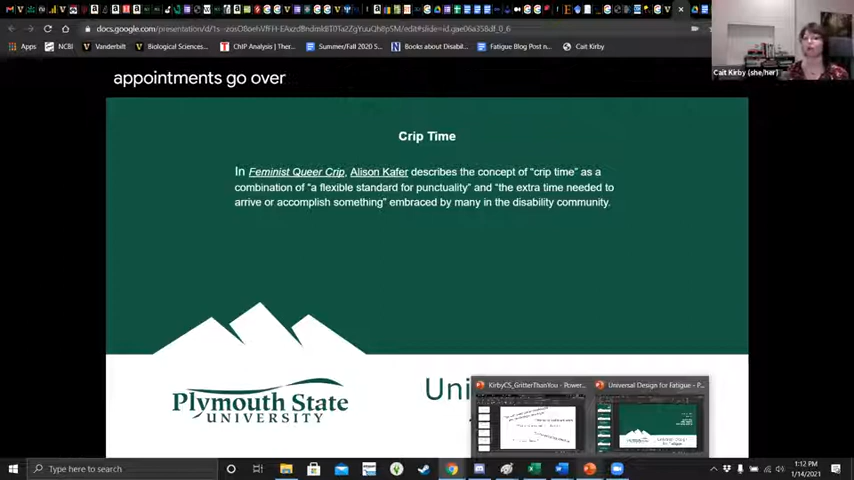 docs.google.com/presentation/d/1s-zqsO8oeHVFH-EAxzdBndmktB0Ta2ZgYuuQh8pSM/edit#slide=id.gae06a358df_0_6
Apps
NCBI
Vanderbilt
Biological Sciences...
ChIP Analysis | Ther...
Summer/Fall 2020 S...
Books about Disabil...
Fatigue Blog Post n...
Cait Kirby
Cait Kirby (she/her)
appointments go over
Crip Time
In Feminist Queer Crip, Alison Kafer describes the concept of “crip time” as a
combination of “a flexible standard for punctuality” and “the extra time needed to
arrive or accomplish something” embraced by many in the disability community.
Plymouth State
UNIVERSITY
Uni
KirbyCS_GritterThanYou - Power...
Universal Design for Fatigue - P...
Type here to search
1:12 PM
1/14/2021